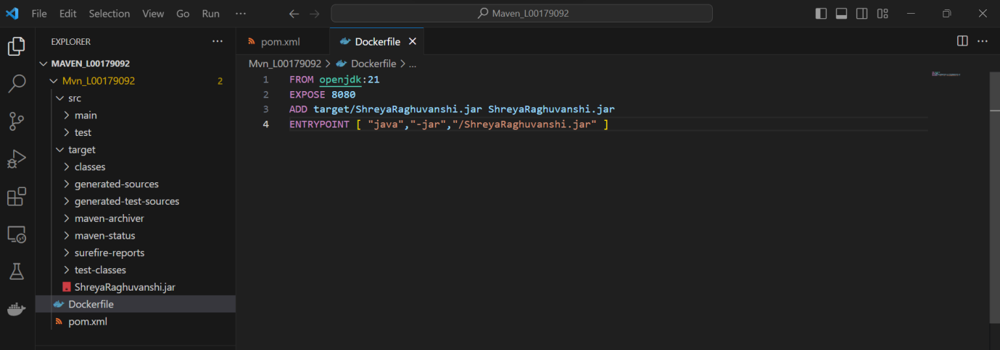 File Edit Selection View Go Run ... Maven_L00179092
EXPLORER ...
MAVEN_L00179092
Mvn_L00179092 2
src
main
test
target
classes
generated-sources
generated-test-sources
maven-archiver
maven-status
surefire-reports
test-classes
ShreyaRaghuvanshi.jar
Dockerfile
pom.xml
pom.xml Dockerfile
Mvn_L00179092 > Dockerfile > ...
1 FROM openjdk:21
2 EXPOSE 8080
3 ADD target/ShreyaRaghuvanshi.jar ShreyaRaghuvanshi.jar
4 ENTRYPOINT [ "java","-jar","/ShreyaRaghuvanshi.jar" ]